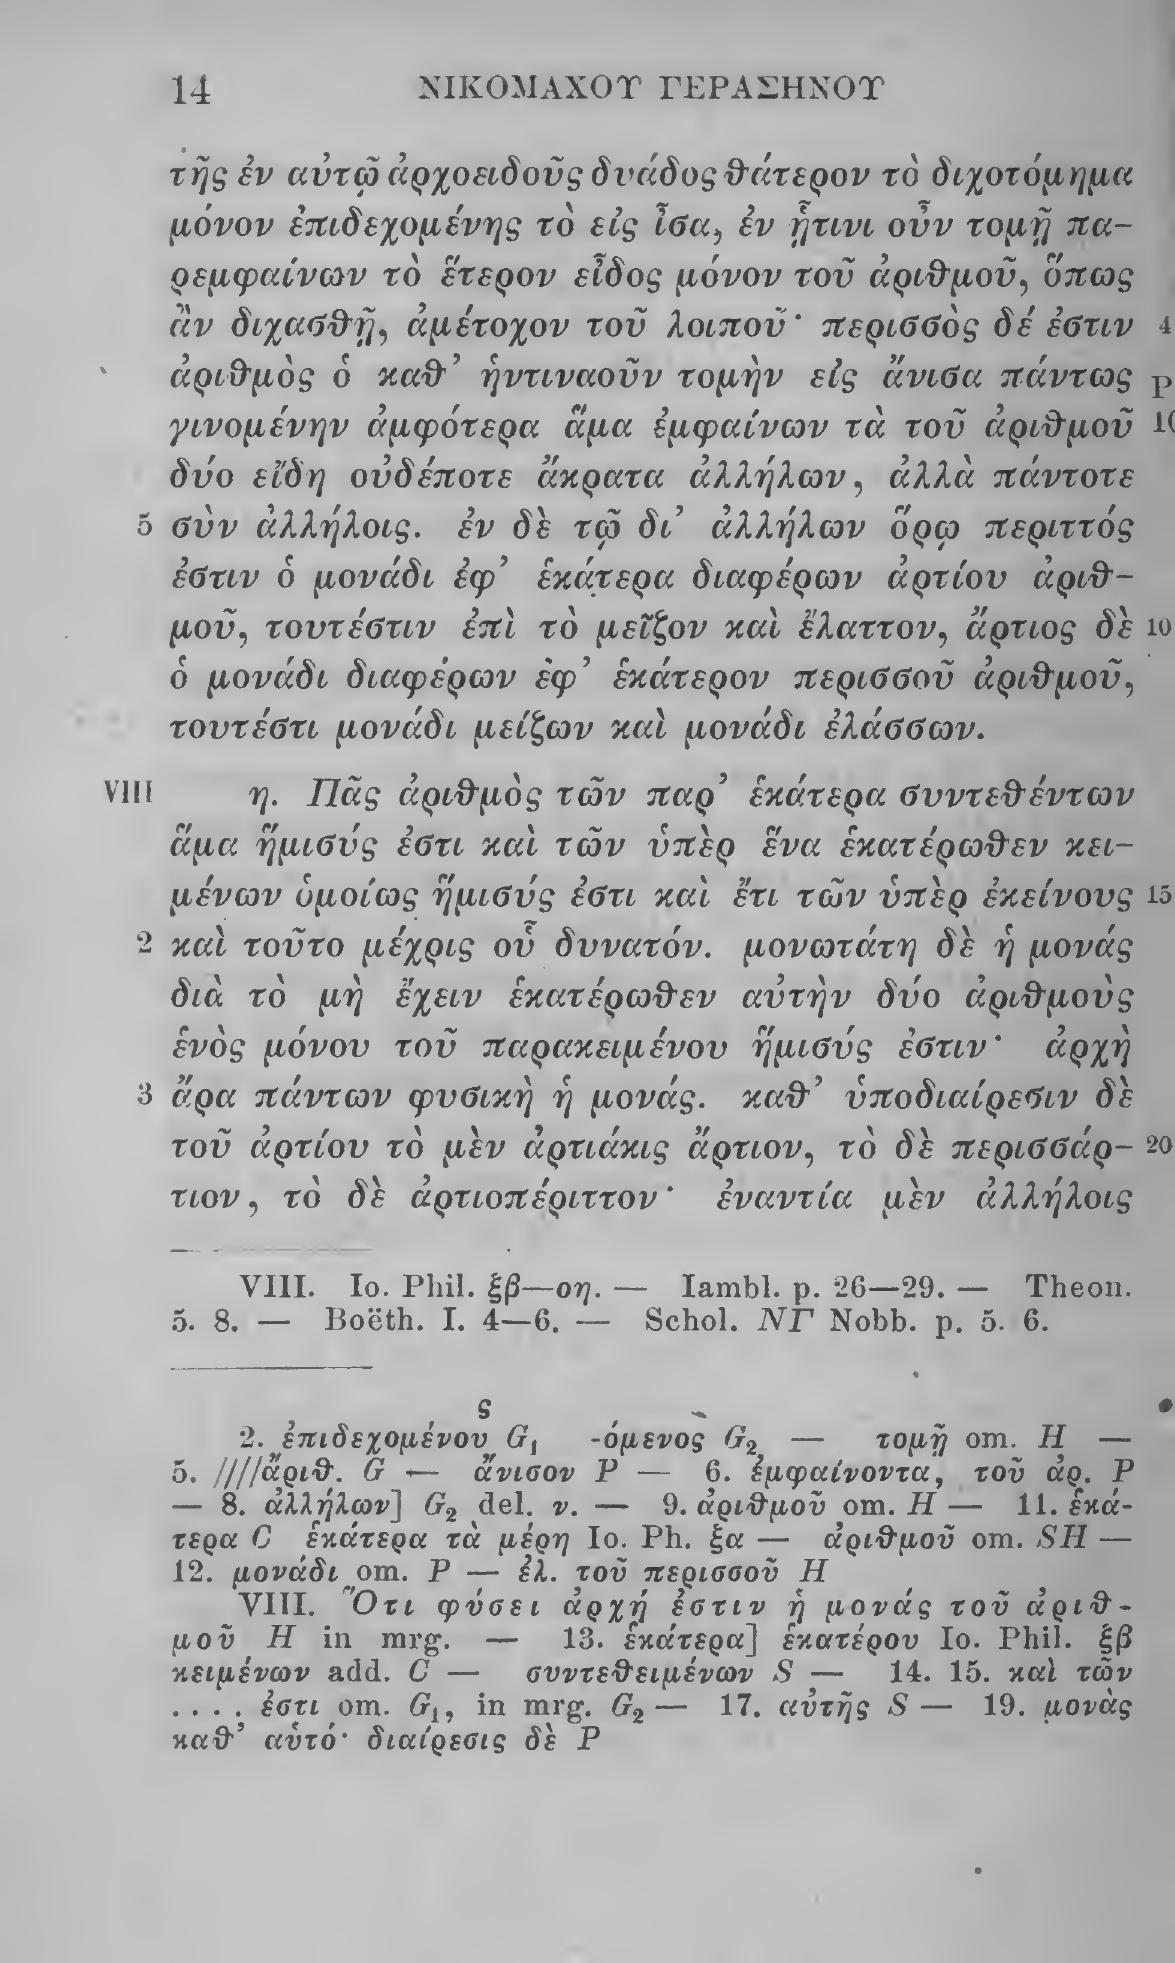 14 ΝΙΚΟΜΑΧΟΥ ΓΕΡΑΣΗΝΟΥ
τῆς ἐν αὐτῷ ἀρχοειδοῦς δυάδος θάτερον τὸ διχοτόμημα
μόνον ἐπιδεχομένης τὸ εἰς ἶσα, ἐν ᾗτινι οὖν τομῇ πα-
ρεμφαίνων τὸ ἕτερον εἶδος μόνον τοῦ ἀριθμοῦ, ὅπως
ἂν διχασθῇ, ἀμέτοχον τοῦ λοιποῦ· περισσὸς δέ ἐστιν 4
ἀριθμὸς ὁ καθ’ ἡντιναοῦν τομὴν εἰς ἄνισα πάντως P
γινομένην ἀμφότερα ἅμα ἐμφαίνων τὰ τοῦ ἀριθμοῦ 10
δύο εἴδη οὐδέποτε ἄκρατα ἀλλήλων, ἀλλὰ πάντοτε
5 σὺν ἀλλήλοις. ἐν δὲ τῷ δι’ ἀλλήλων ὅρῳ περιττός
ἐστιν ὁ μονάδι ἐφ’ ἑκάτερα διαφέρων ἀρτίου ἀριθ-
μοῦ, τουτέστιν ἐπὶ τὸ μεῖζον καὶ ἔλαττον, ἄρτιος δὲ 10
ὁ μονάδι διαφέρων ἐφ’ ἑκάτερον περισσοῦ ἀριθμοῦ,
τουτέστι μονάδι μείζων καὶ μονάδι ἐλάσσων.
VIII η. Πᾶς ἀριθμὸς τῶν παρ’ ἑκάτερα συντεθέντων
ἅμα ἥμισύς ἐστι καὶ τῶν ὑπὲρ ἕνα ἑκατέρωθεν κει-
μένων ὁμοίως ἥμισύς ἐστι καὶ ἔτι τῶν ὑπὲρ ἐκείνους 15
2 καὶ τοῦτο μέχρις οὗ δυνατόν. μονωτάτη δὲ ἡ μονάς
διὰ τὸ μὴ ἔχειν ἑκατέρωθεν αὐτὴν δύο ἀριθμοὺς
ἑνὸς μόνου τοῦ παρακειμένου ἥμισύς ἐστιν· ἀρχὴ
3 ἄρα πάντων φυσικὴ ἡ μονάς. καθ’ ὑποδιαίρεσιν δὲ
τοῦ ἀρτίου τὸ μὲν ἀρτιάκις ἄρτιον, τὸ δὲ περισσάρ- 20
τιον, τὸ δὲ ἀρτιοπέριττον· ἐναντία μὲν ἀλλήλοις
VIII. Io. Phil. ξβ—οη. — Iambl. p. 26—29. — Theon.
5. 8. — Boëth. I. 4—6. — Schol. ΝΓ Nobb. p. 5. 6.
ς
2. ἐπιδεχομένου G₁ -όμενος G₂ — τομῇ om. H —
5. ////ἄριθ. G — ἄνισον P — 6. ἐμφαίνοντα, τοῦ ἀρ. P
— 8. ἀλλήλων] G₂ del. ν. — 9. ἀριθμοῦ om. H — 11. ἑκά-
τερα C ἑκάτερα τὰ μέρη Io. Ph. ξα — ἀριθμοῦ om. SH —
12. μονάδι om. P — ἐλ. τοῦ περισσοῦ H
VIII. Ὅτι φύσει ἀρχή ἐστιν ἡ μονάς τοῦ ἀριθ-
μοῦ H in mrg. — 13. ἑκάτερα] ἑκατέρου Io. Phil. ξβ
κειμένων add. C — συντεθειμένων S — 14. 15. καὶ τῶν
.... ἐστι om. G₁, in mrg. G₂ — 17. αὐτῆς S — 19. μονὰς
καθ’ αὑτό· διαίρεσις δὲ P